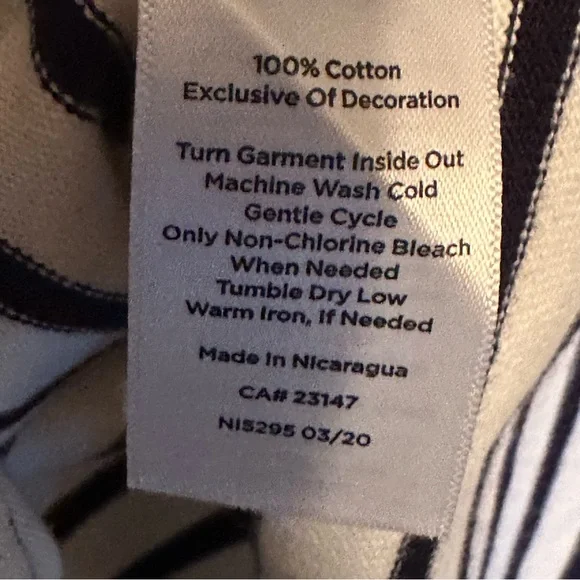 100% Cotton
Exclusive Of Decoration
Turn Garment Inside Out
Machine Wash Cold
Gentle Cycle
Only Non-Chlorine Bleach
When Needed
Tumble Dry Low
Warm Iron, If Needed
Made In Nicaragua
CA# 23147
NI5295 03/20